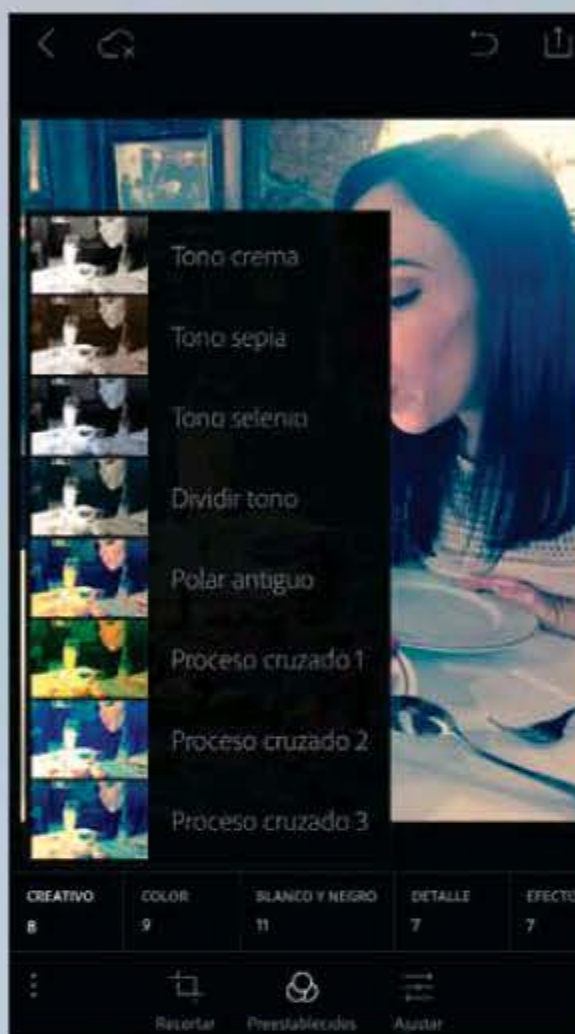 Tono crema
Tono sepia
Tono selenio
Dividir tono
Polar antiguo
Proceso cruzado 1
Proceso cruzado 2
Proceso cruzado 3
CREATIVO COLOR BLANCO Y NEGRO DETALLE EFECTO
8 9 11 7 7
Recortar Preestablecidos Ajustar